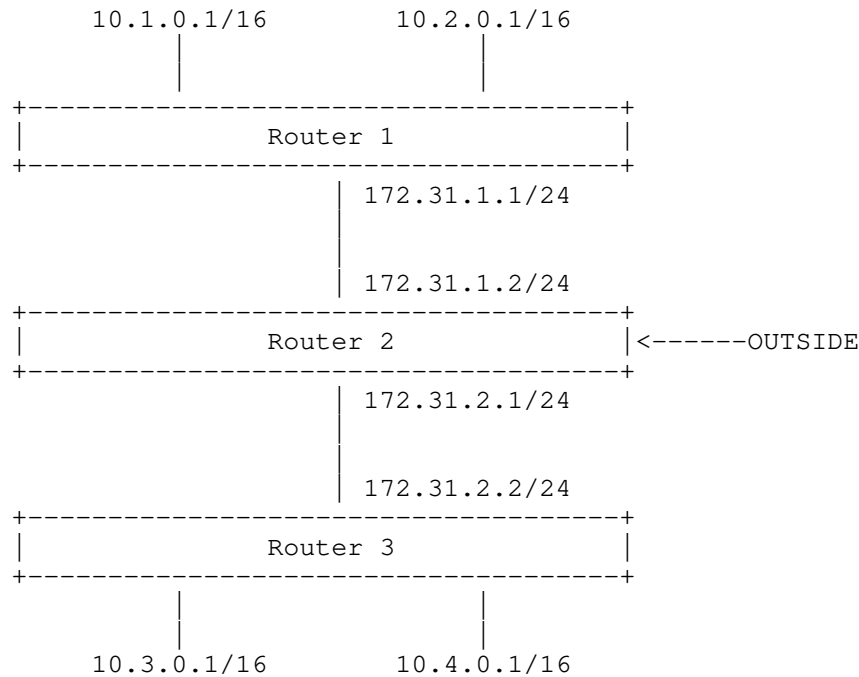 10.1.0.1/16 10.2.0.1/16
Router 1
172.31.1.1/24
172.31.1.2/24
Router 2 <------OUTSIDE
172.31.2.1/24
172.31.2.2/24
Router 3
10.3.0.1/16 10.4.0.1/16